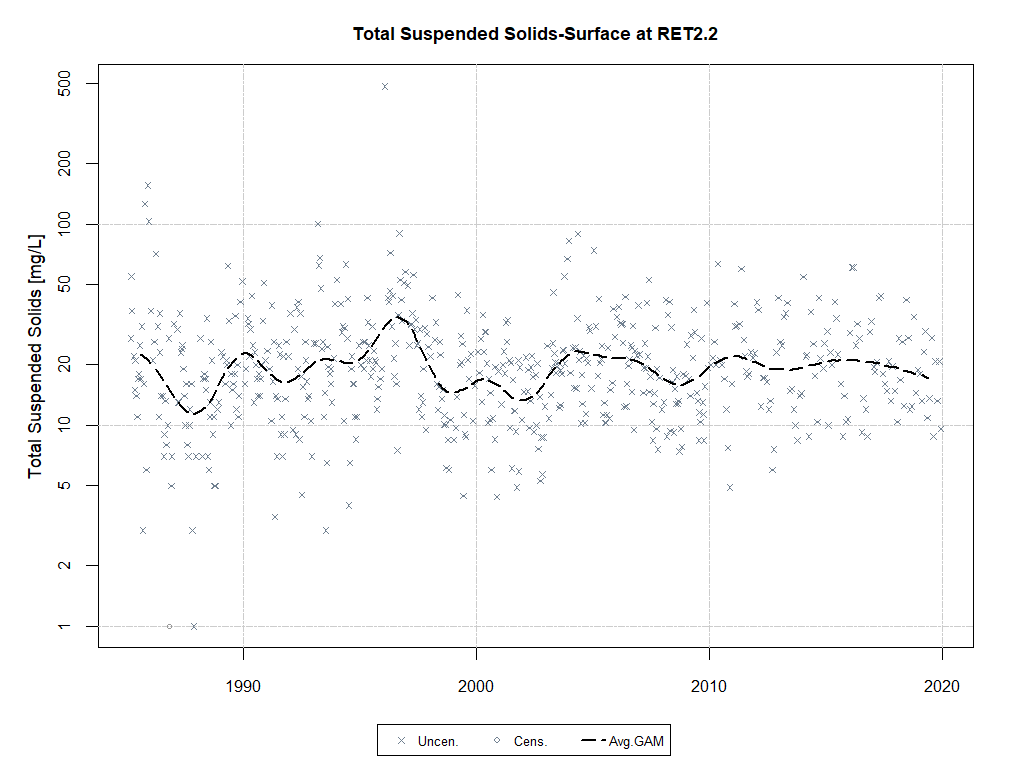 Total Suspended Solids-Surface at RET2.2
Total Suspended Solids [mg/L]
500
200
100
50
20
10
5
2
1
1990 2000 2010 2020
Uncen. Cens. Avg.GAM